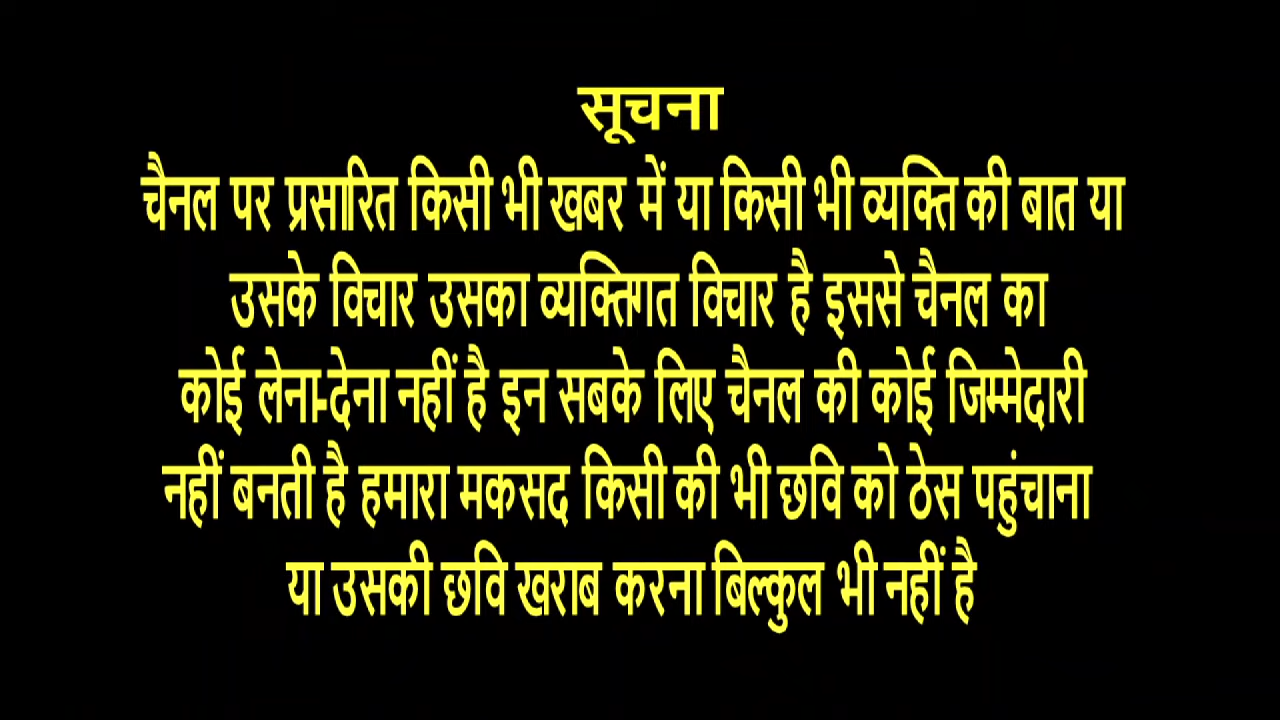 सूचना
चैनल पर प्रसारित किसी भी खबर में या किसी भी व्यक्ति की बात या
उसके विचार उसका व्यक्तिगत विचार है इससे चैनल का
कोई लेना-देना नहीं है इन सबके लिए चैनल की कोई जिम्मेदारी
नहीं बनती है हमारा मकसद किसी की भी छवि को ठेस पहुंचाना
या उसकी छवि खराब करना बिल्कुल भी नहीं है